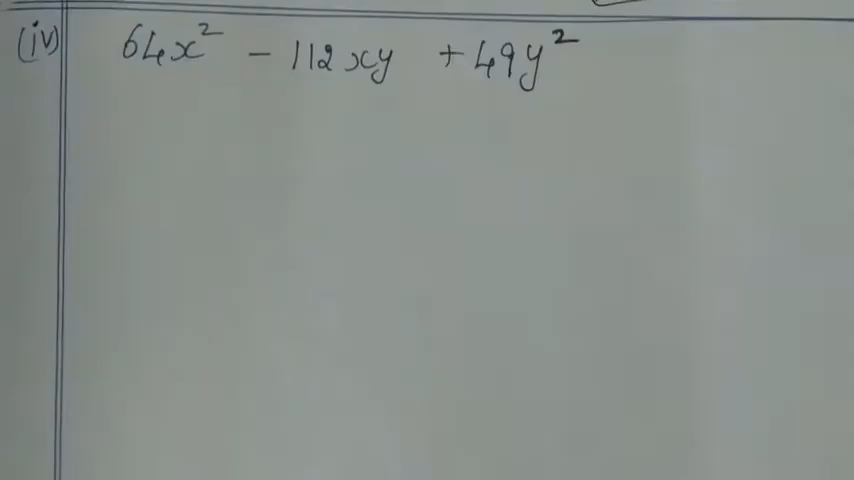 (iv) 64x² - 112xy + 49y²